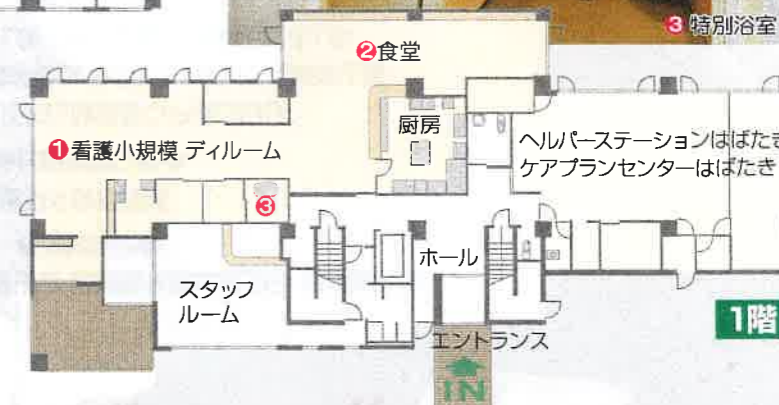 ❸ 特別浴室
❷食堂
厨房
❶看護小規模 ディルーム
ヘルパーステーションはばたき
ケアプランセンターはばたき
❸
ホール
スタッフ
ルーム
1階
エントランス
IN